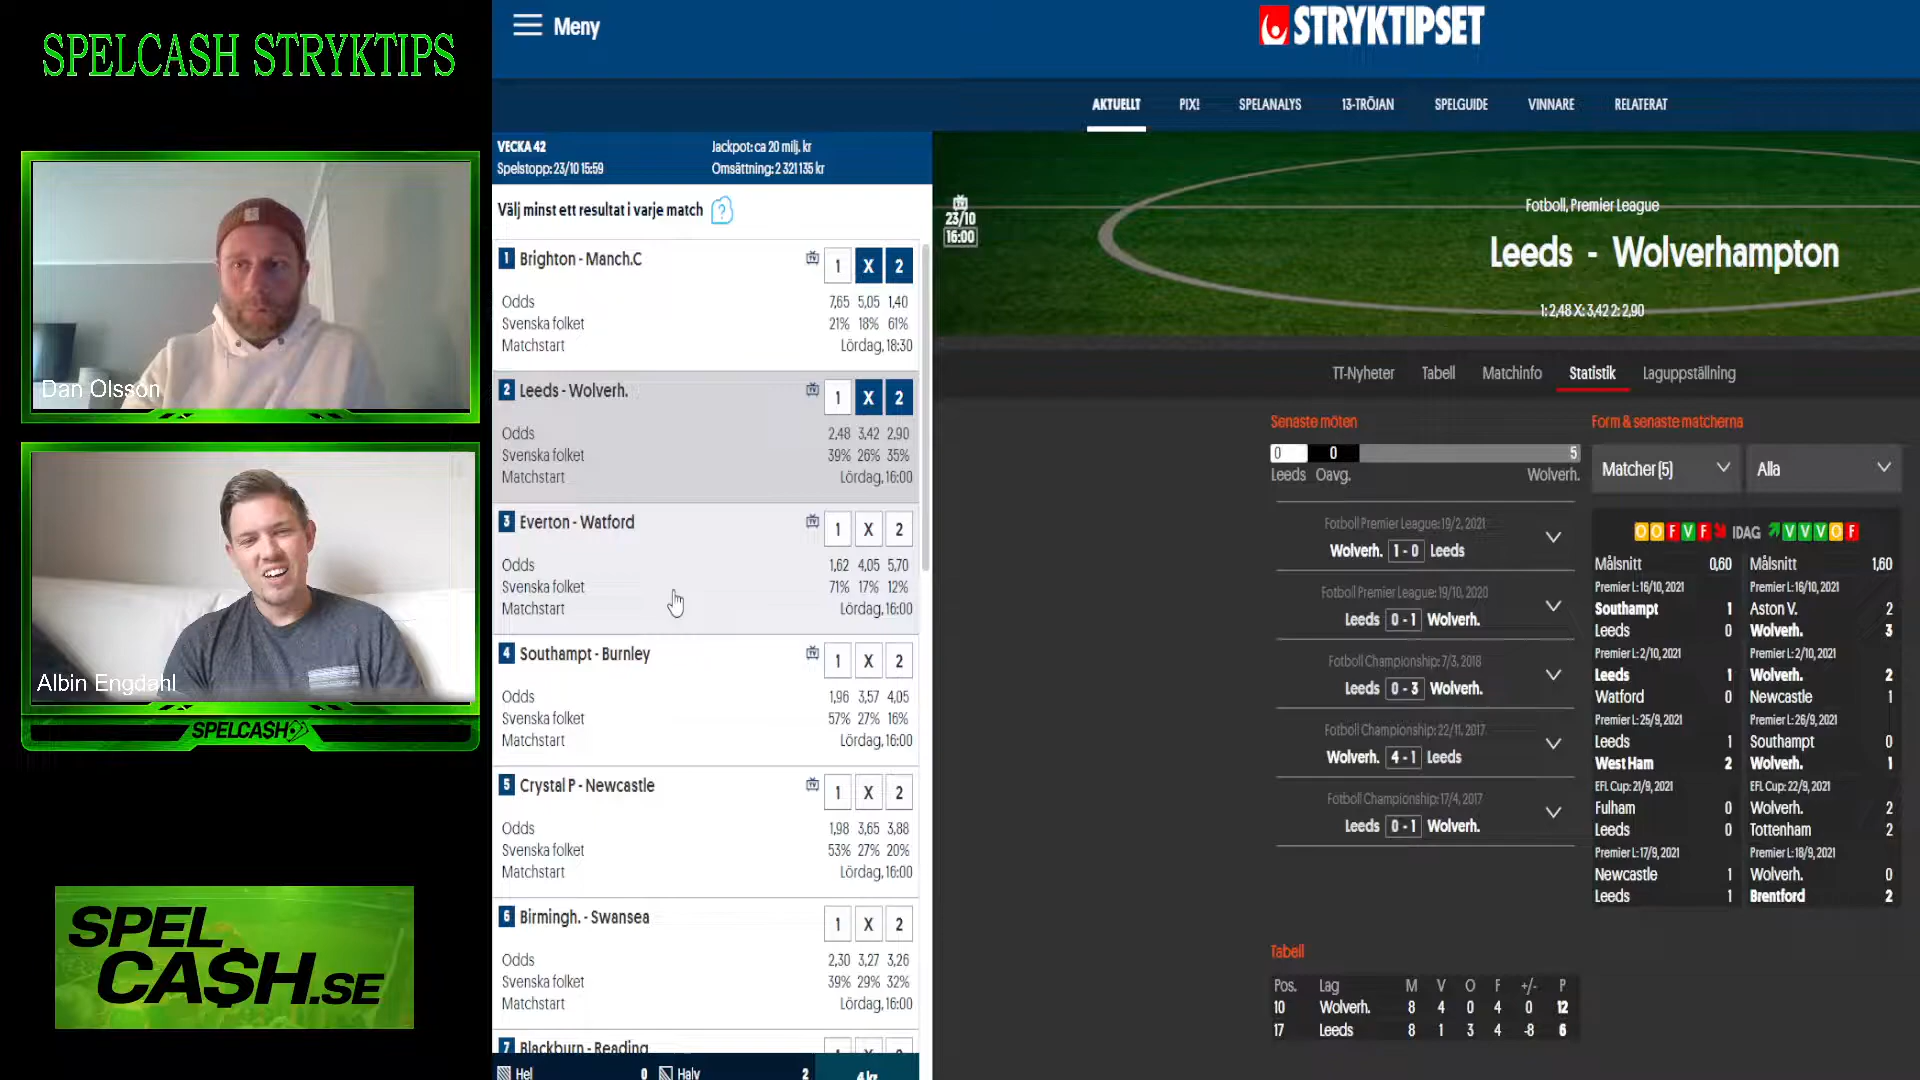 SPELCASH STRYKTIPS
Dan Olsson
Albin Engdahl
SPELCA$H
SPEL
CA$H.SE
Meny
STRYKTIPSET
AKTUELLT PIX! SPELANALYS 13-TRÖJAN SPELGUIDE VINNARE RELATERAT
VECKA 42 Jackpot: ca 20 milj. kr
Spelstopp: 23/10 15:59 Omsättning: 2 321 135 kr
Välj minst ett resultat i varje match ?
1 Brighton - Manch.C TV 1 X 2
Odds 7,65 5,05 1,40
Svenska folket 21% 18% 61%
Matchstart Lördag, 18:30
2 Leeds - Wolverh. TV 1 X 2
Odds 2,48 3,42 2,90
Svenska folket 39% 26% 35%
Matchstart Lördag, 16:00
3 Everton - Watford TV 1 X 2
Odds 1,62 4,05 5,70
Svenska folket 71% 17% 12%
Matchstart Lördag, 16:00
4 Southampt - Burnley TV 1 X 2
Odds 1,96 3,57 4,05
Svenska folket 57% 27% 16%
Matchstart Lördag, 16:00
5 Crystal P - Newcastle TV 1 X 2
Odds 1,98 3,65 3,88
Svenska folket 53% 27% 20%
Matchstart Lördag, 16:00
6 Birmingh. - Swansea 1 X 2
Odds 2,30 3,27 3,26
Svenska folket 39% 29% 32%
Matchstart Lördag, 16:00
7 Blackburn - Reading 1 X 2
Hel 0 Halv 2 4 kr
TV
23/10
16:00
Fotboll, Premier League
Leeds - Wolverhampton
1: 2,48 X: 3,42 2: 2,90
TT-Nyheter Tabell Matchinfo Statistik Laguppställning
Senaste möten
0 0 5
Leeds Oavg. Wolverh.
Fotboll Premier League: 19/2, 2021
Wolverh. 1 - 0 Leeds
Fotboll Premier League: 19/10, 2020
Leeds 0 - 1 Wolverh.
Fotboll Championship: 7/3, 2018
Leeds 0 - 3 Wolverh.
Fotboll Championship: 22/11, 2017
Wolverh. 4 - 1 Leeds
Fotboll Championship: 17/4, 2017
Leeds 0 - 1 Wolverh.
Form & senaste matcherna
Matcher (5) Alla
O O F V F IDAG V V V O F
Målsnitt 0,60 Målsnitt 1,60
Premier L: 16/10, 2021 Premier L: 16/10, 2021
Southampt 1 Aston V. 2
Leeds 0 Wolverh. 3
Premier L: 2/10, 2021 Premier L: 2/10, 2021
Leeds 1 Wolverh. 2
Watford 0 Newcastle 1
Premier L: 25/9, 2021 Premier L: 26/9, 2021
Leeds 1 Southampt 0
West Ham 2 Wolverh. 1
EFL Cup: 21/9, 2021 EFL Cup: 22/9, 2021
Fulham 0 Wolverh. 2
Leeds 0 Tottenham 2
Premier L: 17/9, 2021 Premier L: 18/9, 2021
Newcastle 1 Wolverh. 0
Leeds 1 Brentford 2
Tabell
Pos. Lag M V O F +/- P
10 Wolverh. 8 4 0 4 0 12
17 Leeds 8 1 3 4 -8 6